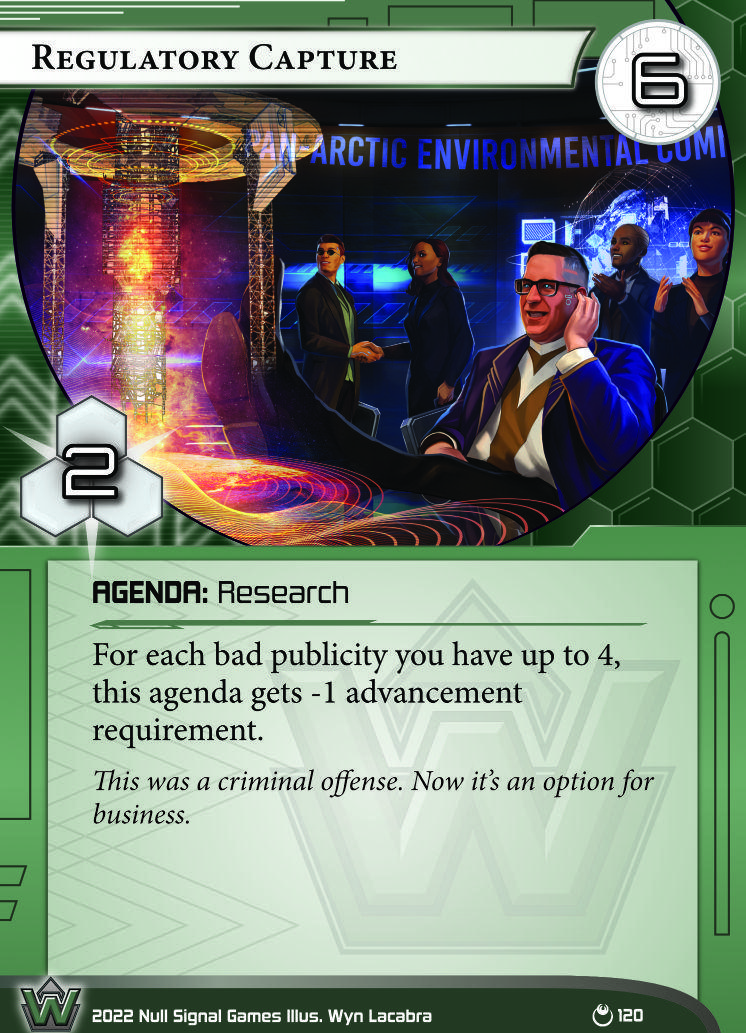 Regulatory Capture
6
PAN-ARCTIC ENVIRONMENTAL COMI
2
AGENDA: Research
For each bad publicity you have up to 4,
this agenda gets -1 advancement
requirement.
This was a criminal offense. Now it's an option for
business.
W
2022 Null Signal Games Illus. Wyn Lacabra
120